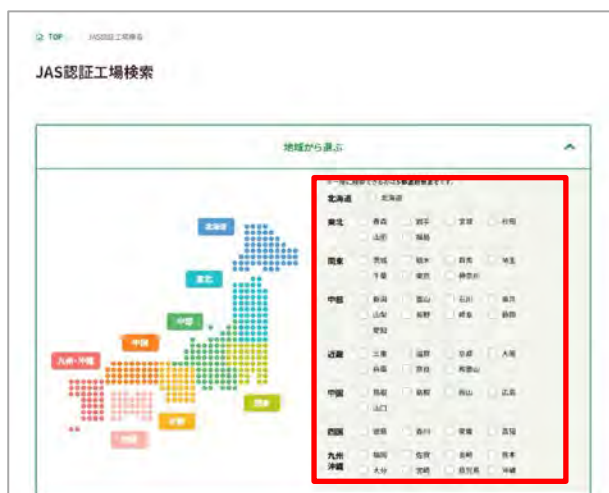 TOP JAS認証工場検索
JAS認証工場検索
地域から選ぶ
北海道
東北
中部
中国
九州・沖縄
近畿
関東
四国
北海道 北海道
東北 青森 岩手 宮城 秋田
山形 福島
関東 茨城 栃木 群馬 埼玉
千葉 東京 神奈川
中部 新潟 富山 石川 福井
山梨 長野 岐阜 静岡
愛知
近畿 三重 滋賀 京都 大阪
兵庫 奈良 和歌山
中国 鳥取 島根 岡山 広島
山口
四国 徳島 香川 愛媛 高知
九州 福岡 佐賀 長崎 熊本
沖縄 大分 宮崎 鹿児島 沖縄